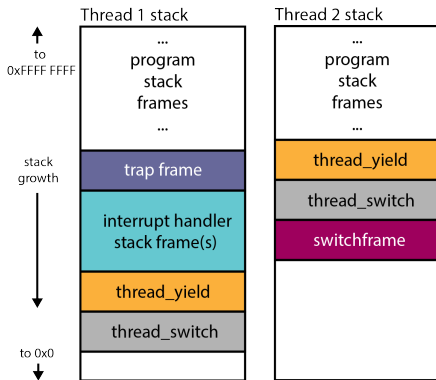 Thread 1 stack
Thread 2 stack
to
0xFFFF FFFF
stack
growth
to 0x0
...
program
stack
frames
...
trap frame
interrupt handler
stack frame(s)
thread_yield
thread_switch
...
program
stack
frames
...
thread_yield
thread_switch
switchframe